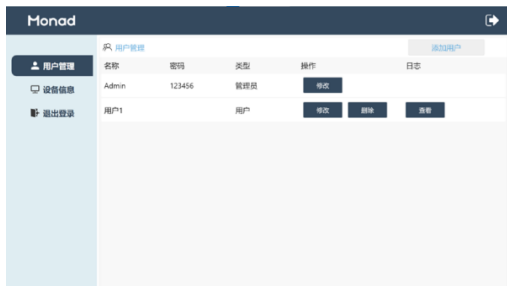 Monad
用户管理
添加用户
用户管理
名称 密码 类型 操作 日志
设备信息
Admin 123456 管理员 修改
退出登录
用户1 用户 修改 删除 查看